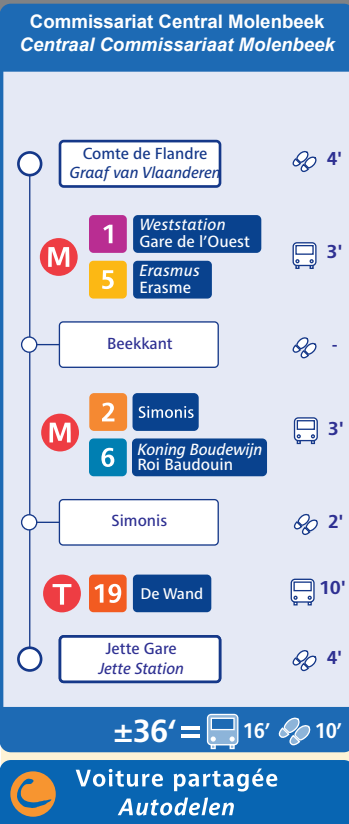 Commissariat Central Molenbeek
Centraal Commissariaat Molenbeek
Comte de Flandre
Graaf van Vlaanderen
4'
M
1
Weststation
Gare de l'Ouest
3'
5
Erasmus
Erasme
Beekkant
-
M
2
Simonis
3'
6
Koning Boudewijn
Roi Baudouin
Simonis
2'
T
19
De Wand
10'
Jette Gare
Jette Station
4'
±36‘ = 16’ 10’
Voiture partagée
Autodelen